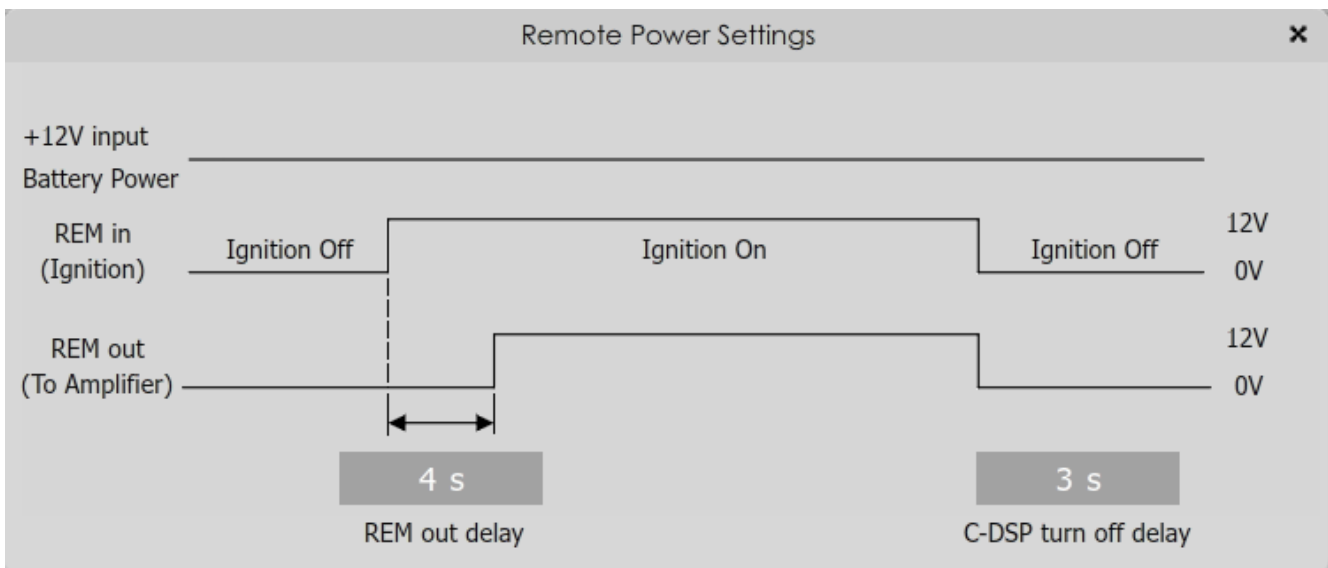 Remote Power Settings ×
+12V input
Battery Power
REM in
(Ignition)
Ignition Off
Ignition On
Ignition Off
12V
0V
REM out
(To Amplifier)
12V
0V
4 s
3 s
REM out delay
C-DSP turn off delay